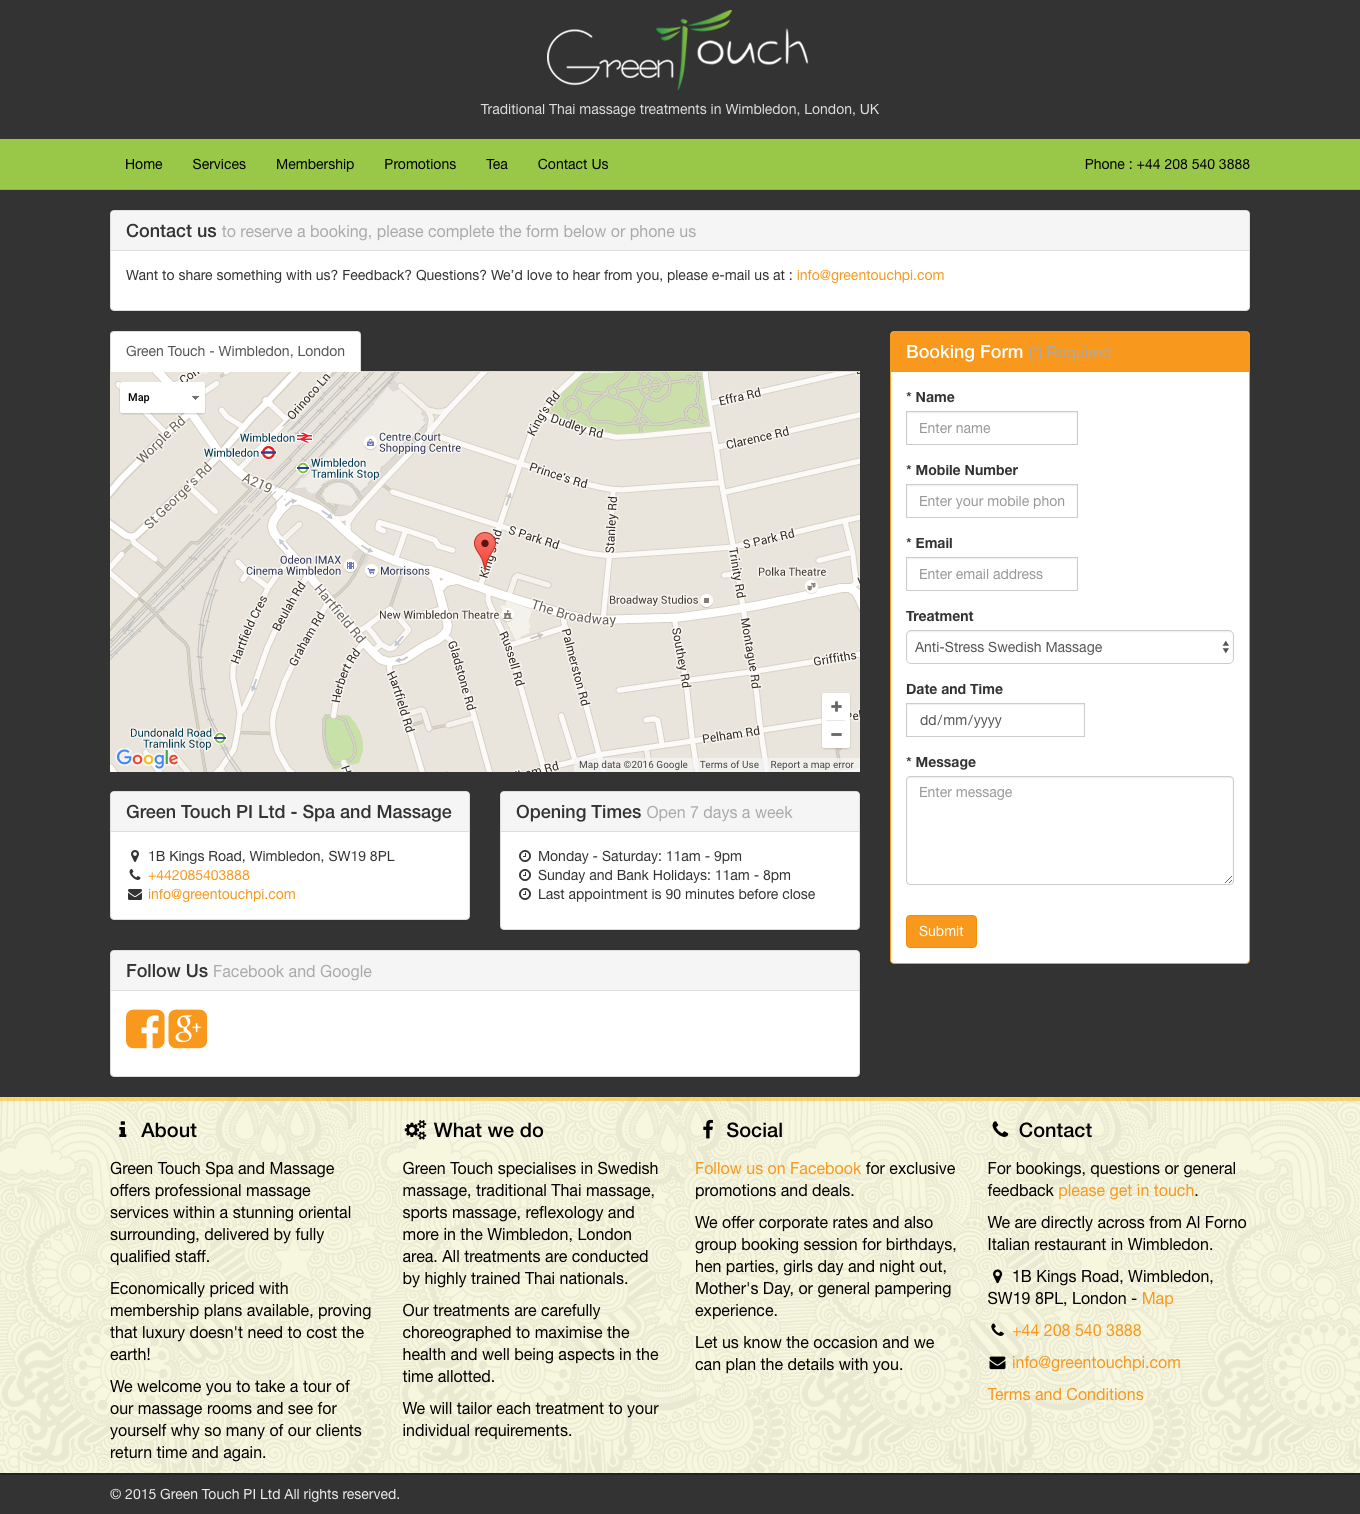 Green Touch
Traditional Thai massage treatments in Wimbledon, London, UK
Home Services Membership Promotions Tea Contact Us Phone : +44 208 540 3888
Contact us to reserve a booking, please complete the form below or phone us
Want to share something with us? Feedback? Questions? We'd love to hear from you, please e-mail us at : info@greentouchpi.com
Green Touch - Wimbledon, London
Map
Worple Rd
Orinoco Ln
St George's Rd
Wimbledon
Wimbledon
Wimbledon
Tramlink Stop
A219
Centre Court
Shopping Centre
King's Rd
Dudley Rd
Effra Rd
Clarence Rd
Prince's Rd
S Park Rd
Stanley Rd
S Park Rd
Trinity Rd
Polka Theatre
Odeon IMAX
Cinema Wimbledon
Morrisons
King's Rd
New Wimbledon Theatre
The Broadway
Broadway Studios
Hartfield Cres
Beulah Rd
Graham Rd
Hartfield Rd
Herbert Rd
Hartfield Rd
Gladstone Rd
Russell Rd
Palmerston Rd
Southey Rd
Montague Rd
Griffiths
Pelham Rd
Dundonald Road
Tramlink Stop
Google
Map data ©2016 Google Terms of Use Report a map error
Green Touch PI Ltd - Spa and Massage
1B Kings Road, Wimbledon, SW19 8PL
+442085403888
info@greentouchpi.com
Opening Times Open 7 days a week
Monday - Saturday: 11am - 9pm
Sunday and Bank Holidays: 11am - 8pm
Last appointment is 90 minutes before close
Follow Us Facebook and Google
Booking Form (*) Required
* Name
Enter name
* Mobile Number
Enter your mobile phon
* Email
Enter email address
Treatment
Anti-Stress Swedish Massage
Date and Time
dd/mm/yyyy
* Message
Enter message
Submit
About
Green Touch Spa and Massage
offers professional massage
services within a stunning oriental
surrounding, delivered by fully
qualified staff.
Economically priced with
membership plans available, proving
that luxury doesn't need to cost the
earth!
We welcome you to take a tour of
our massage rooms and see for
yourself why so many of our clients
return time and again.
What we do
Green Touch specialises in Swedish
massage, traditional Thai massage,
sports massage, reflexology and
more in the Wimbledon, London
area. All treatments are conducted
by highly trained Thai nationals.
Our treatments are carefully
choreographed to maximise the
health and well being aspects in the
time allotted.
We will tailor each treatment to your
individual requirements.
Social
Follow us on Facebook for exclusive
promotions and deals.
We offer corporate rates and also
group booking session for birthdays,
hen parties, girls day and night out,
Mother's Day, or general pampering
experience.
Let us know the occasion and we
can plan the details with you.
Contact
For bookings, questions or general
feedback please get in touch.
We are directly across from Al Forno
Italian restaurant in Wimbledon.
1B Kings Road, Wimbledon,
SW19 8PL, London - Map
+44 208 540 3888
info@greentouchpi.com
Terms and Conditions
© 2015 Green Touch PI Ltd All rights reserved.